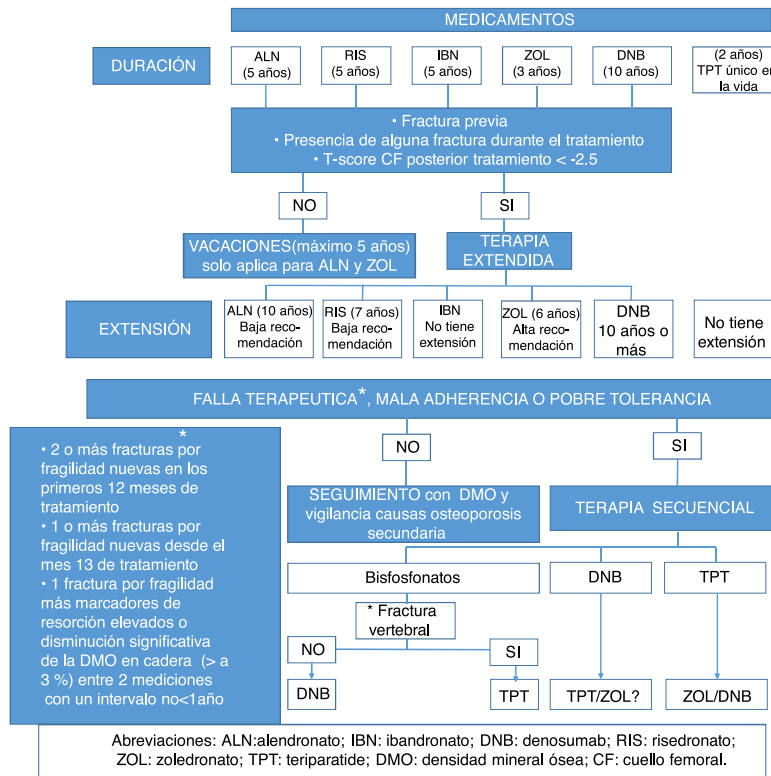 MEDICAMENTOS
DURACIÓN
ALN
(5 años)
RIS
(5 años)
IBN
(5 años)
ZOL
(3 años)
DNB
(10 años)
(2 años)
TPT único en
la vida
• Fractura previa
• Presencia de alguna fractura durante el tratamiento
• T-score CF posterior tratamiento < -2.5
NO
SI
VACACIONES(máximo 5 años)
solo aplica para ALN y ZOL
TERAPIA
EXTENDIDA
EXTENSIÓN
ALN (10 años)
Baja reco-
mendación
RIS (7 años)
Baja reco-
mendación
IBN
No tiene
extensión
ZOL (6 años)
Alta reco-
mendación
DNB
10 años o
más
No tiene
extensión
FALLA TERAPEUTICA*, MALA ADHERENCIA O POBRE TOLERANCIA
*
• 2 o más fracturas por
fragilidad nuevas en los
primeros 12 meses de
tratamiento
• 1 o más fracturas por
fragilidad nuevas desde el
mes 13 de tratamiento
• 1 fractura por fragilidad
más marcadores de
resorción elevados o
disminución significativa
de la DMO en cadera (> a
3 %) entre 2 mediciones
con un intervalo no<1año
NO
SI
SEGUIMIENTO con DMO y
vigilancia causas osteoporosis
secundaria
TERAPIA SECUENCIAL
Bisfosfonatos
DNB
TPT
* Fractura
vertebral
NO
SI
DNB
TPT
TPT/ZOL?
ZOL/DNB
Abreviaciones: ALN:alendronato; IBN: ibandronato; DNB: denosumab; RIS: risedronato;
ZOL: zoledronato; TPT: teriparatide; DMO: densidad mineral ósea; CF: cuello femoral.